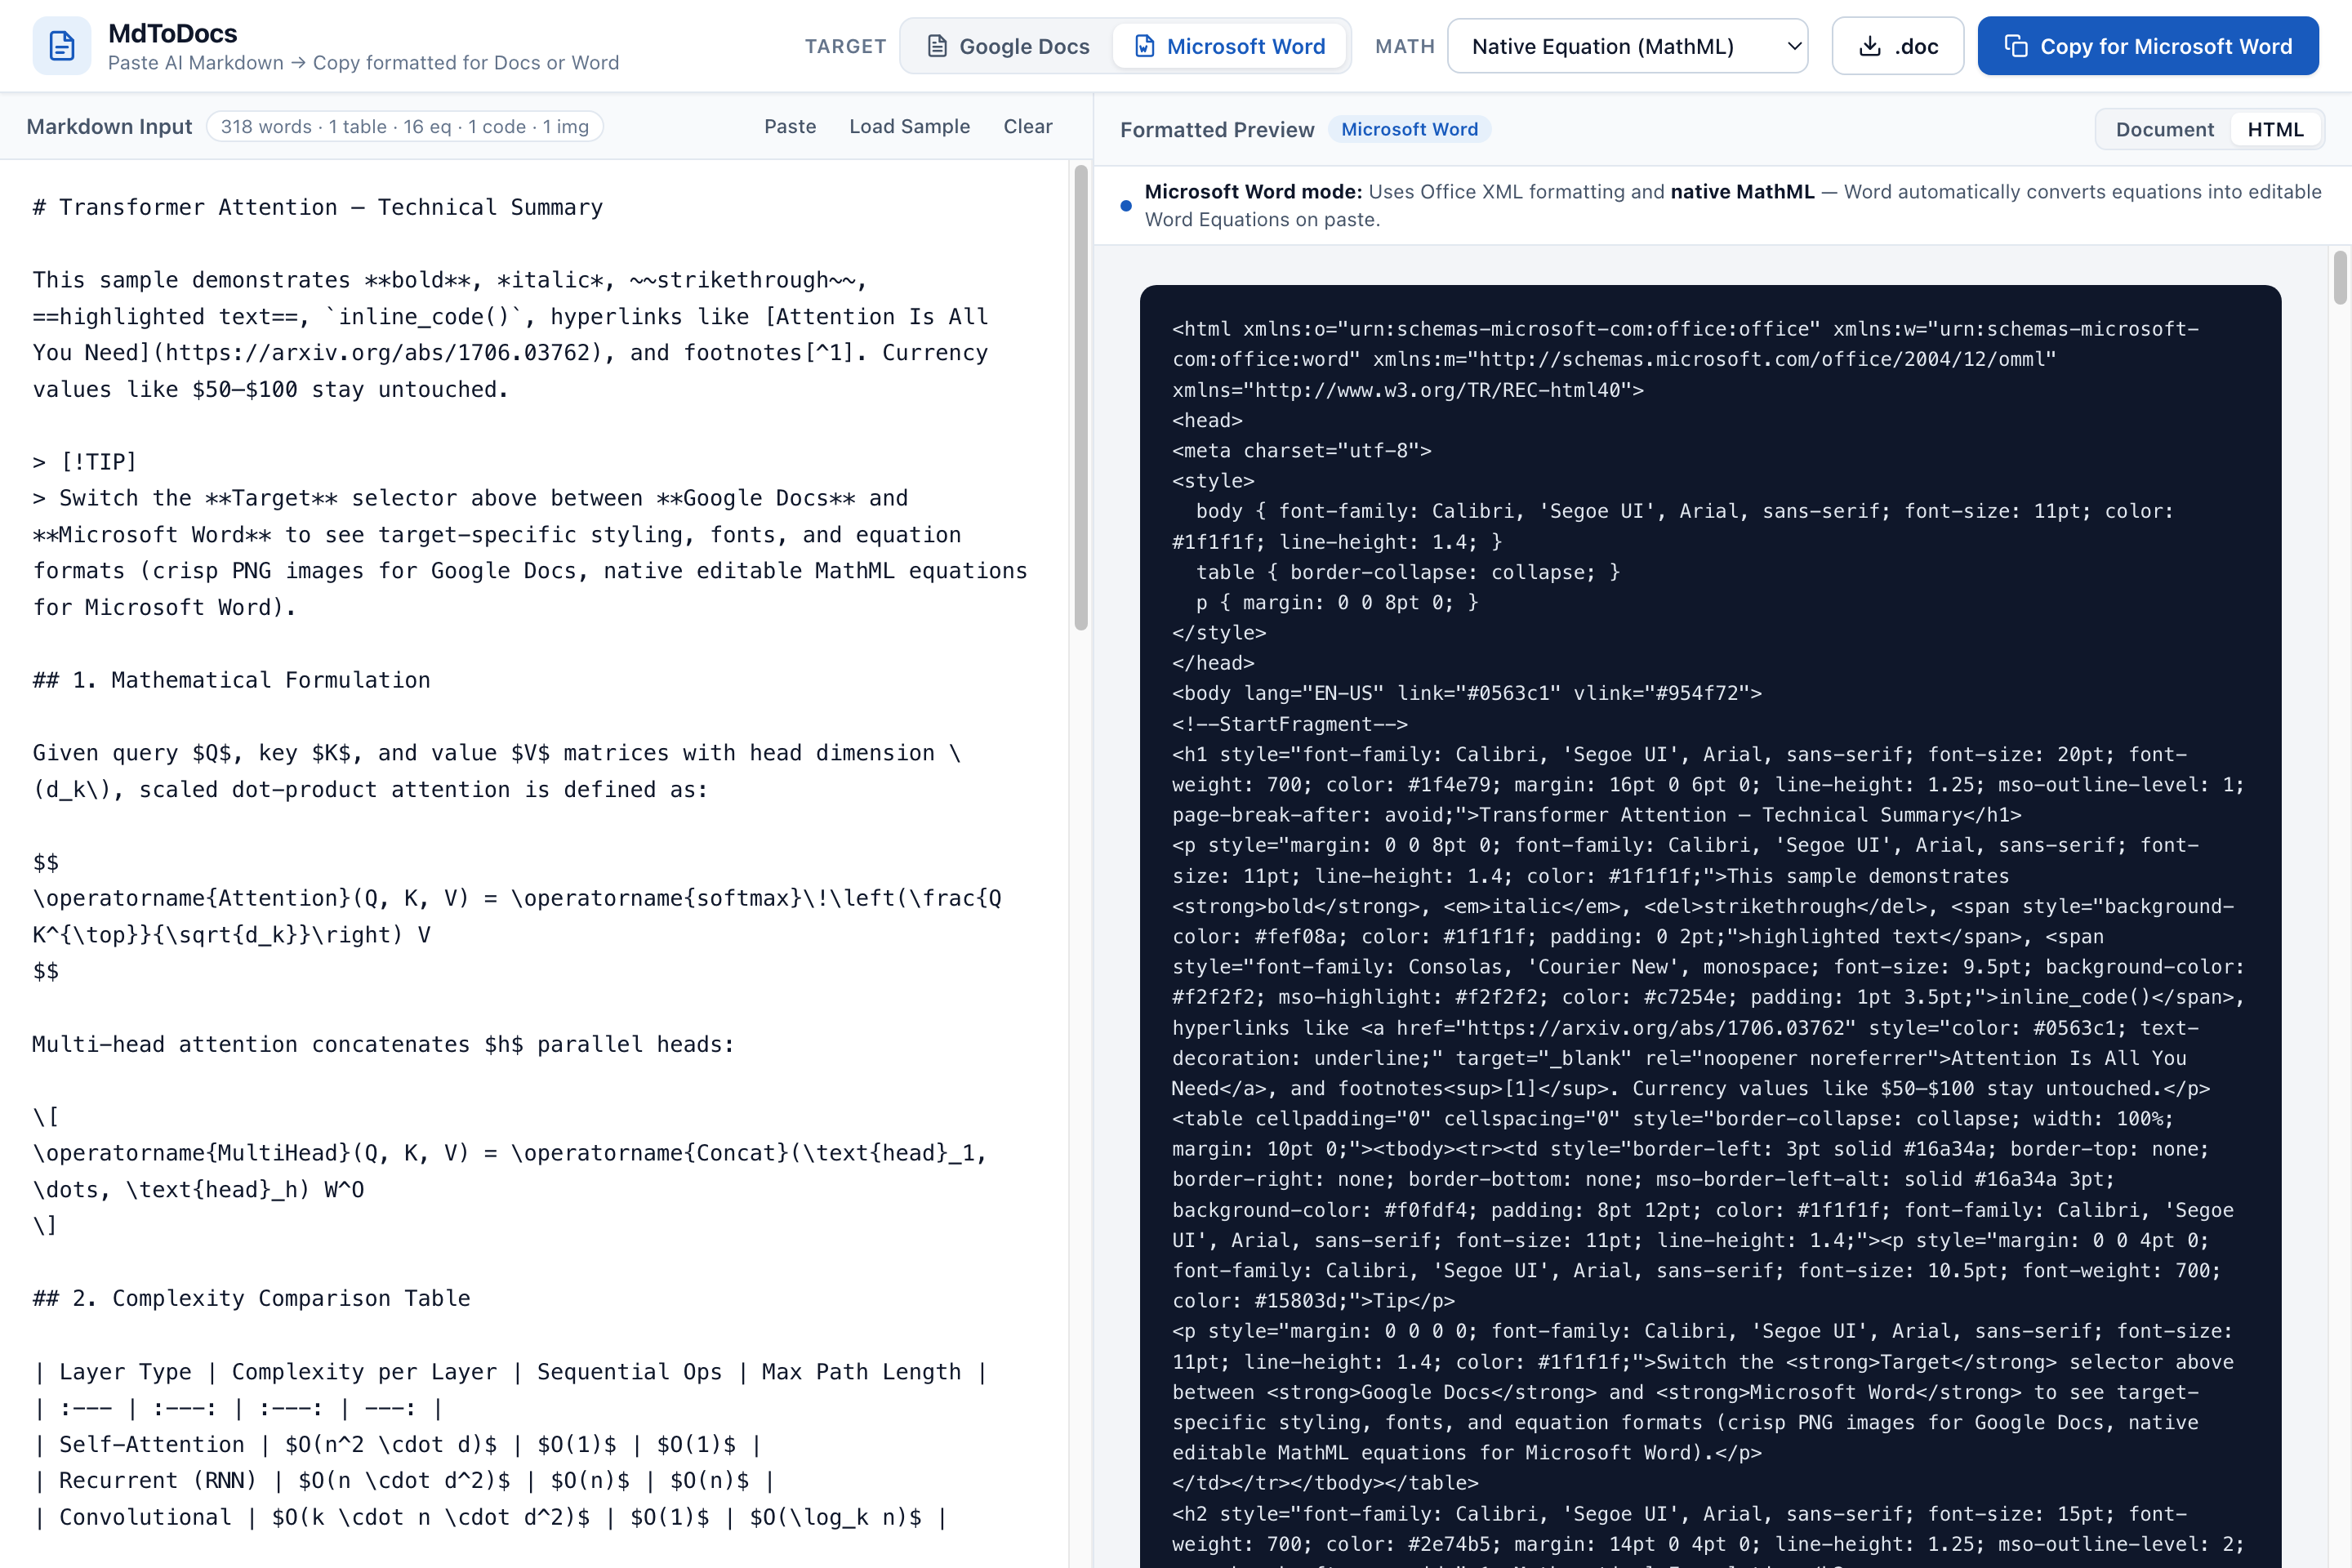 MdToDocs
Paste AI Markdown → Copy formatted for Docs or Word
TARGET
Google Docs
Microsoft Word
MATH
Native Equation (MathML)
.doc
Copy for Microsoft Word
Markdown Input
318 words · 1 table · 16 eq · 1 code · 1 img
Paste
Load Sample
Clear
# Transformer Attention — Technical Summary
This sample demonstrates **bold**, *italic*, ~~strikethrough~~,
==highlighted text==, `inline_code()`, hyperlinks like [Attention Is All
You Need](https://arxiv.org/abs/1706.03762), and footnotes[^1]. Currency
values like $50–$100 stay untouched.
> [!TIP]
> Switch the **Target** selector above between **Google Docs** and
**Microsoft Word** to see target-specific styling, fonts, and equation
formats (crisp PNG images for Google Docs, native editable MathML equations
for Microsoft Word).
## 1. Mathematical Formulation
Given query $Q$, key $K$, and value $V$ matrices with head dimension \
(d_k\), scaled dot-product attention is defined as:
$$
\operatorname{Attention}(Q, K, V) = \operatorname{softmax}\!\left(\frac{Q
K^{\top}}{\sqrt{d_k}}\right) V
$$
Multi-head attention concatenates $h$ parallel heads:
\[
\operatorname{MultiHead}(Q, K, V) = \operatorname{Concat}(\text{head}_1,
\dots, \text{head}_h) W^O
\]
## 2. Complexity Comparison Table
| Layer Type | Complexity per Layer | Sequential Ops | Max Path Length |
| :--- | :---: | :---: | ---: |
| Self-Attention | $O(n^2 \cdot d)$ | $O(1)$ | $O(1)$ |
| Recurrent (RNN) | $O(n \cdot d^2)$ | $O(n)$ | $O(n)$ |
| Convolutional | $O(k \cdot n \cdot d^2)$ | $O(1)$ | $O(\log_k n)$ |
Formatted Preview
Microsoft Word
Document
HTML
Microsoft Word mode: Uses Office XML formatting and native MathML — Word automatically converts equations into editable
Word Equations on paste.
<html xmlns:o="urn:schemas-microsoft-com:office:office" xmlns:w="urn:schemas-microsoft-
com:office:word" xmlns:m="http://schemas.microsoft.com/office/2004/12/omml"
xmlns="http://www.w3.org/TR/REC-html40">
<head>
<meta charset="utf-8">
<style>
  body { font-family: Calibri, 'Segoe UI', Arial, sans-serif; font-size: 11pt; color:
#1f1f1f; line-height: 1.4; }
  table { border-collapse: collapse; }
  p { margin: 0 0 8pt 0; }
</style>
</head>
<body lang="EN-US" link="#0563c1" vlink="#954f72">
<!--StartFragment-->
<h1 style="font-family: Calibri, 'Segoe UI', Arial, sans-serif; font-size: 20pt; font-
weight: 700; color: #1f4e79; margin: 16pt 0 6pt 0; line-height: 1.25; mso-outline-level: 1;
page-break-after: avoid;">Transformer Attention — Technical Summary</h1>
<p style="margin: 0 0 8pt 0; font-family: Calibri, 'Segoe UI', Arial, sans-serif; font-
size: 11pt; line-height: 1.4; color: #1f1f1f;">This sample demonstrates
<strong>bold</strong>, <em>italic</em>, <del>strikethrough</del>, <span style="background-
color: #fef08a; color: #1f1f1f; padding: 0 2pt;">highlighted text</span>, <span
style="font-family: Consolas, 'Courier New', monospace; font-size: 9.5pt; background-color:
#f2f2f2; mso-highlight: #f2f2f2; color: #c7254e; padding: 1pt 3.5pt;">inline_code()</span>,
hyperlinks like <a href="https://arxiv.org/abs/1706.03762" style="color: #0563c1; text-
decoration: underline;" target="_blank" rel="noopener noreferrer">Attention Is All You
Need</a>, and footnotes<sup>[1]</sup>. Currency values like $50–$100 stay untouched.</p>
<table cellpadding="0" cellspacing="0" style="border-collapse: collapse; width: 100%;
margin: 10pt 0;"><tbody><tr><td style="border-left: 3pt solid #16a34a; border-top: none;
border-right: none; border-bottom: none; mso-border-left-alt: solid #16a34a 3pt;
background-color: #f0fdf4; padding: 8pt 12pt; color: #1f1f1f; font-family: Calibri, 'Segoe
UI', Arial, sans-serif; font-size: 11pt; line-height: 1.4;"><p style="margin: 0 0 4pt 0;
font-family: Calibri, 'Segoe UI', Arial, sans-serif; font-size: 10.5pt; font-weight: 700;
color: #15803d;">Tip</p>
<p style="margin: 0 0 0 0; font-family: Calibri, 'Segoe UI', Arial, sans-serif; font-size:
11pt; line-height: 1.4; color: #1f1f1f;">Switch the <strong>Target</strong> selector above
between <strong>Google Docs</strong> and <strong>Microsoft Word</strong> to see target-
specific styling, fonts, and equation formats (crisp PNG images for Google Docs, native
editable MathML equations for Microsoft Word).</p>
</td></tr></tbody></table>
<h2 style="font-family: Calibri, 'Segoe UI', Arial, sans-serif; font-size: 15pt; font-
weight: 700; color: #2e74b5; margin: 14pt 0 4pt 0; line-height: 1.25; mso-outline-level: 2;